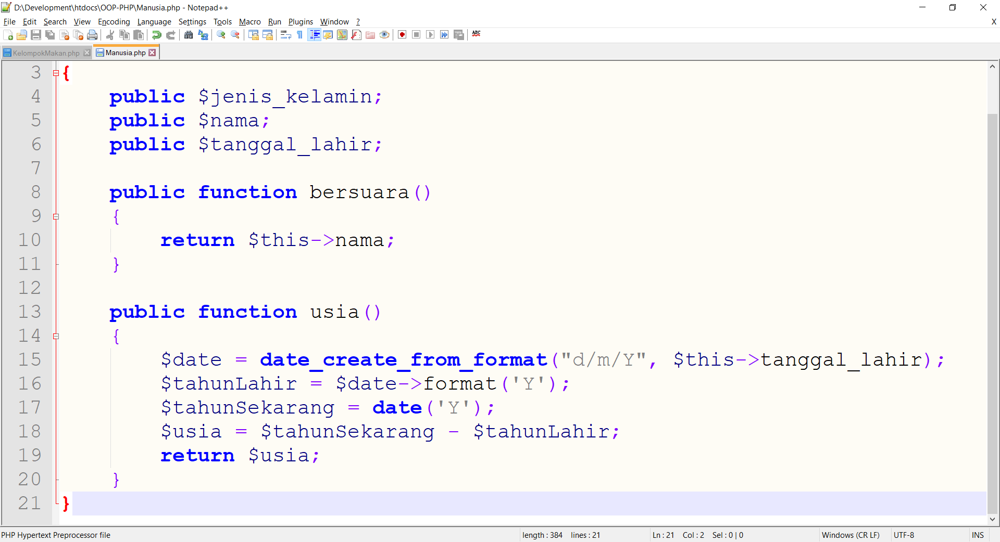 D:\Development\htdocs\OOP-PHP\Manusia.php - Notepad++
File Edit Search View Encoding Language Settings Tools Macro Run Plugins Window ? X
ABC
KelompokMakan.php Manusia.php
3 {
4 public $jenis_kelamin;
5 public $nama;
6 public $tanggal_lahir;
7
8 public function bersuara()
9 {
10 return $this->nama;
11 }
12
13 public function usia()
14 {
15 $date = date_create_from_format("d/m/Y", $this->tanggal_lahir);
16 $tahunLahir = $date->format('Y');
17 $tahunSekarang = date('Y');
18 $usia = $tahunSekarang - $tahunLahir;
19 return $usia;
20 }
21 }
PHP Hypertext Preprocessor file length : 384 lines : 21 Ln : 21 Col : 2 Sel : 0 | 0 Windows (CR LF) UTF-8 INS